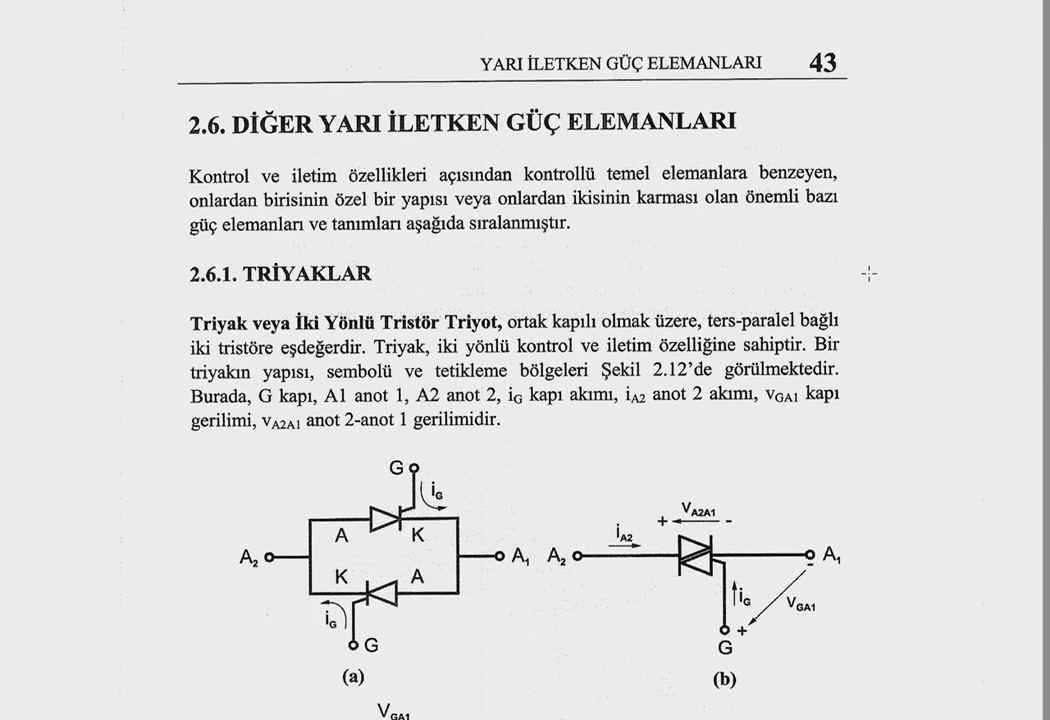 YARI İLETKEN GÜÇ ELEMANLARI 43
2.6. DİĞER YARI İLETKEN GÜÇ ELEMANLARI
Kontrol ve iletim özellikleri açısından kontrollü temel elemanlara benzeyen,
onlardan birisinin özel bir yapısı veya onlardan ikisinin karması olan önemli bazı
güç elemanları ve tanımları aşağıda sıralanmıştır.
2.6.1. TRİYAKLAR
Triyak veya İki Yönlü Tristör Triyot, ortak kapılı olmak üzere, ters-paralel bağlı
iki tristöre eşdeğerdir. Triyak, iki yönlü kontrol ve iletim özelliğine sahiptir. Bir
triyakın yapısı, sembolü ve tetikleme bölgeleri Şekil 2.12'de görülmektedir.
Burada, G kapı, A1 anot 1, A2 anot 2, iG kapı akımı, iA2 anot 2 akımı, VGA1 kapı
gerilimi, VA2A1 anot 2-anot 1 gerilimidir.
G
iG
A K
A2 A1
K A
iG
G
(a)
VA2A1
+ -
iA2
A2 A1
-
iG VGA1
+
G
(b)
VGA1